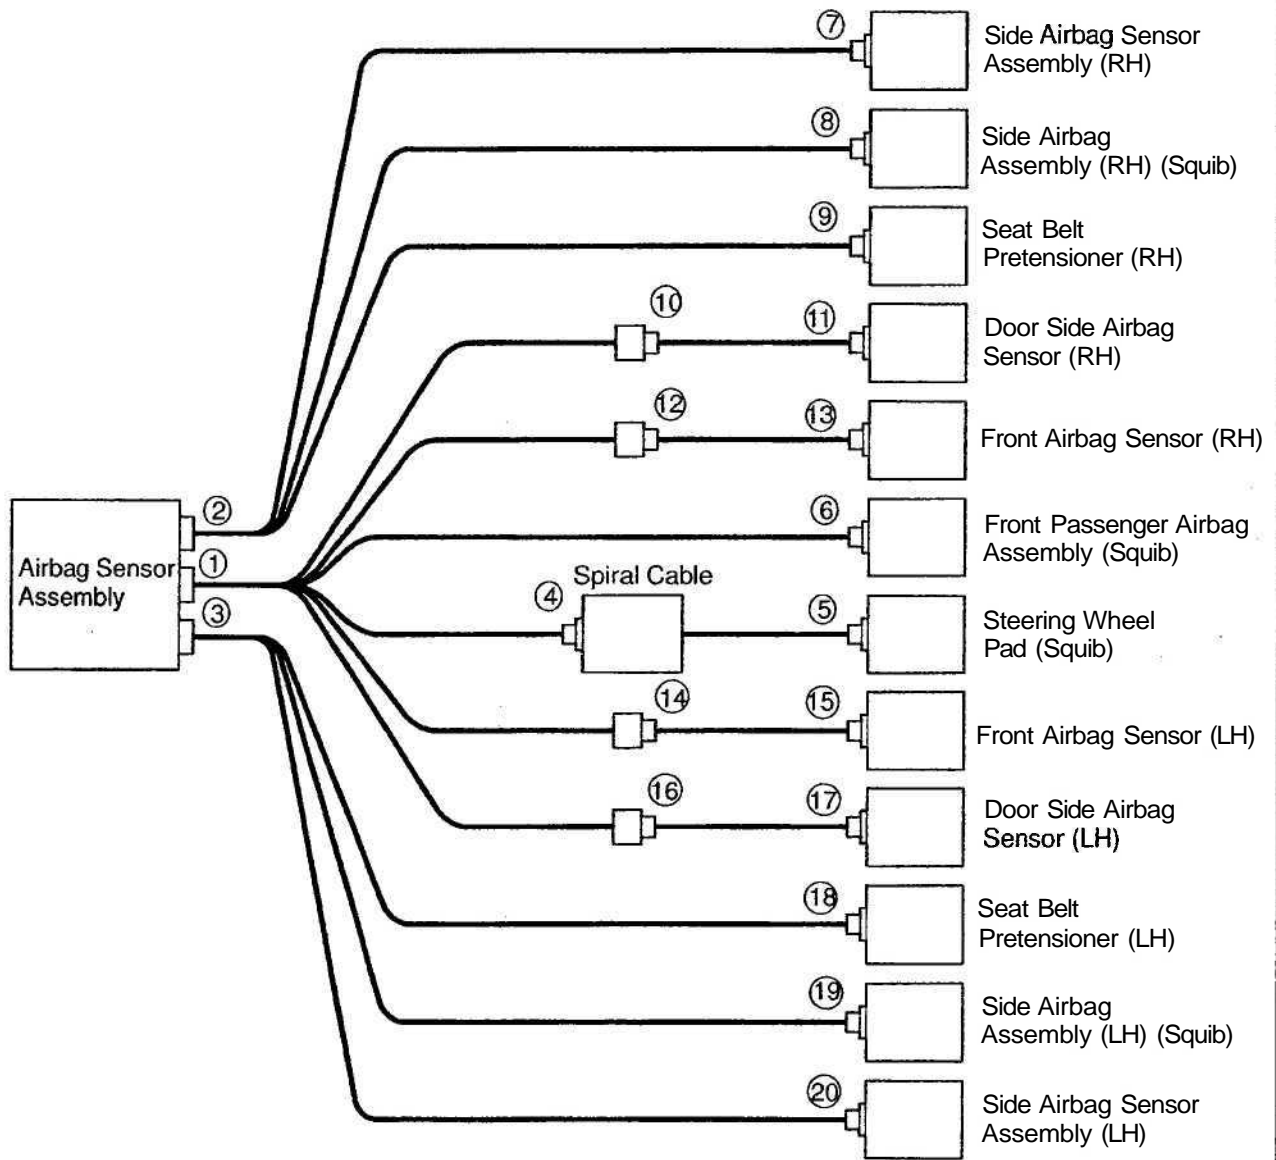 7
Side Airbag Sensor
Assembly (RH)
8
Side Airbag
Assembly (RH) (Squib)
9
Seat Belt
Pretensioner (RH)
10
11
Door Side Airbag
Sensor (RH)
12
13
Front Airbag Sensor (RH)
2
6
Front Passenger Airbag
Assembly (Squib)
1
Airbag Sensor
Assembly
3
4
Spiral Cable
5
Steering Wheel
Pad (Squib)
14
15
Front Airbag Sensor (LH)
16
17
Door Side Airbag
Sensor (LH)
18
Seat Belt
Pretensioner (LH)
19
Side Airbag
Assembly (LH) (Squib)
20
Side Airbag Sensor
Assembly (LH)